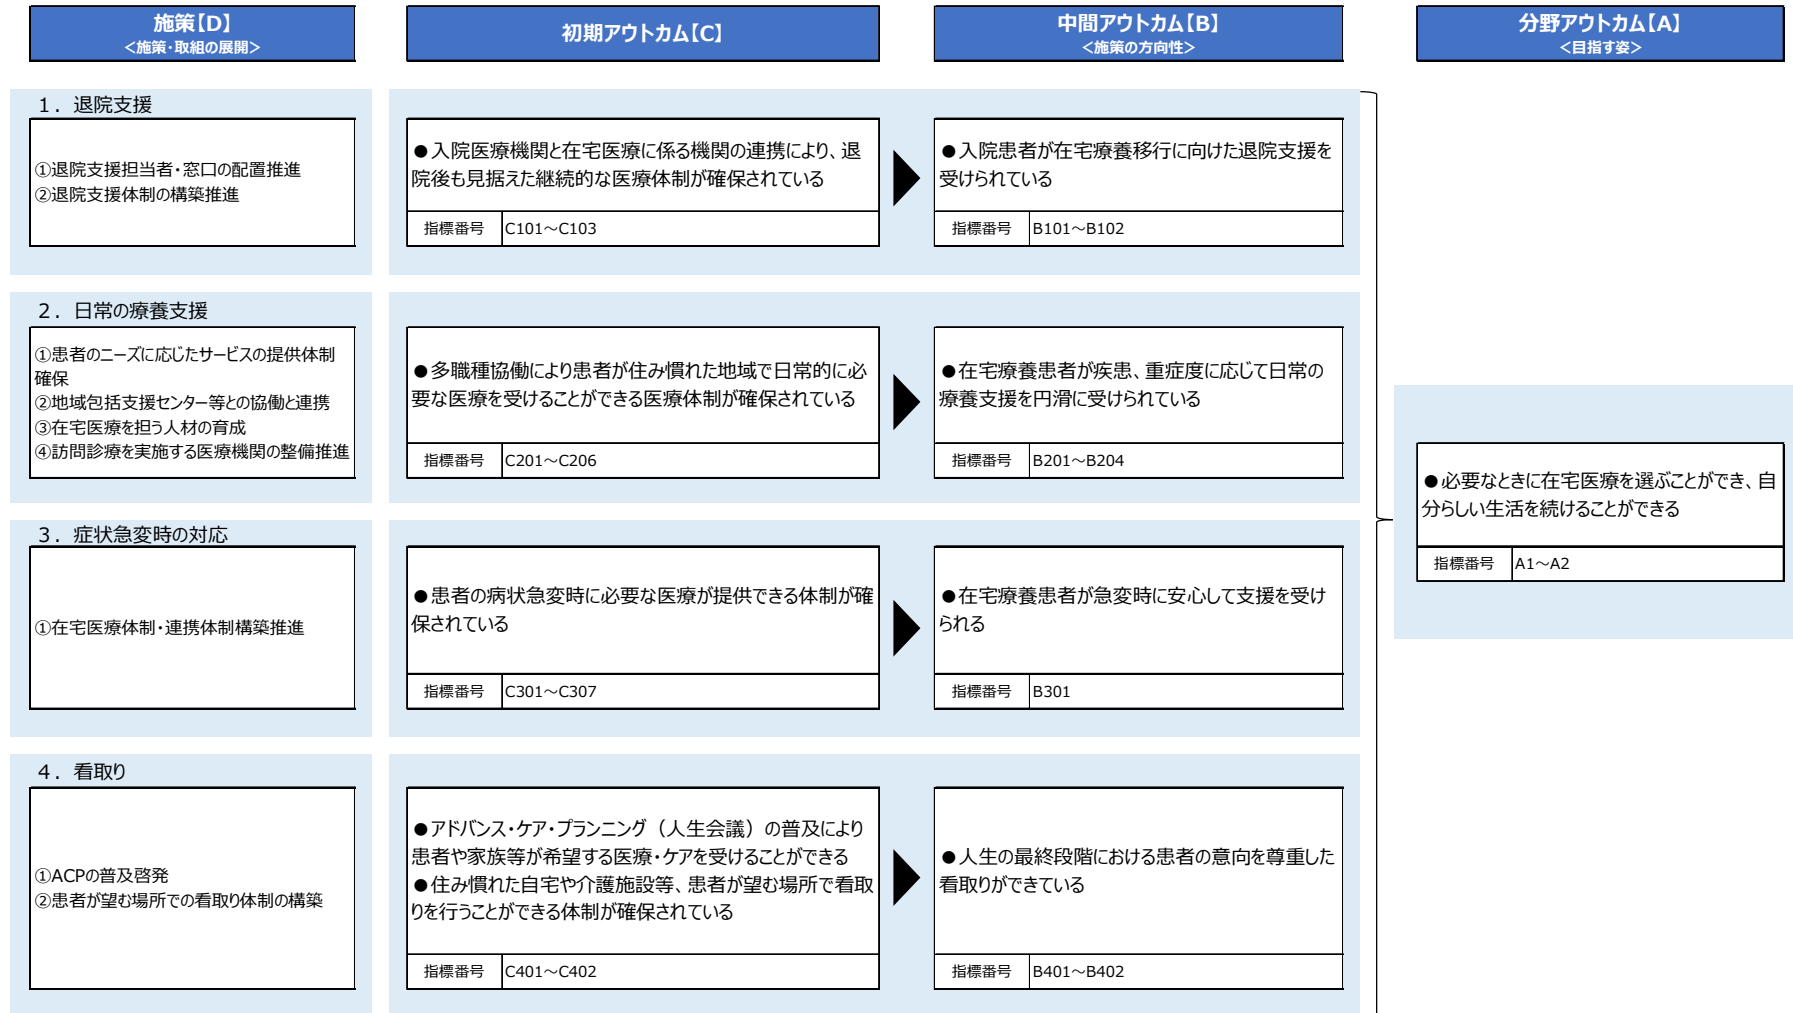 施策【D】
<施策・取組の展開>
初期アウトカム【C】
中間アウトカム【B】
<施策の方向性>
分野アウトカム【A】
<目指す姿>
１．退院支援
①退院支援担当者・窓口の配置推進
②退院支援体制の構築推進
●入院医療機関と在宅医療に係る機関の連携により、退
院後も見据えた継続的な医療体制が確保されている
指標番号 C101～C103
●入院患者が在宅療養移行に向けた退院支援を
受けられている
指標番号 B101～B102
２．日常の療養支援
①患者のニーズに応じたサービスの提供体制
確保
②地域包括支援センター等との協働と連携
③在宅医療を担う人材の育成
④訪問診療を実施する医療機関の整備推進
●多職種協働により患者が住み慣れた地域で日常的に必
要な医療を受けることができる医療体制が確保されている
指標番号 C201～C206
●在宅療養患者が疾患、重症度に応じて日常の
療養支援を円滑に受けられている
指標番号 B201～B204
３．症状急変時の対応
①在宅医療体制・連携体制構築推進
●患者の病状急変時に必要な医療が提供できる体制が確
保されている
指標番号 C301～C307
●在宅療養患者が急変時に安心して支援を受け
られる
指標番号 B301
４．看取り
①ACPの普及啓発
②患者が望む場所での看取り体制の構築
●アドバンス・ケア・プランニング（人生会議）の普及により
患者や家族等が希望する医療・ケアを受けることができる
●住み慣れた自宅や介護施設等、患者が望む場所で看取
りを行うことができる体制が確保されている
指標番号 C401～C402
●人生の最終段階における患者の意向を尊重した
看取りができている
指標番号 B401～B402
●必要なときに在宅医療を選ぶことができ、自
分らしい生活を続けることができる
指標番号 A1～A2